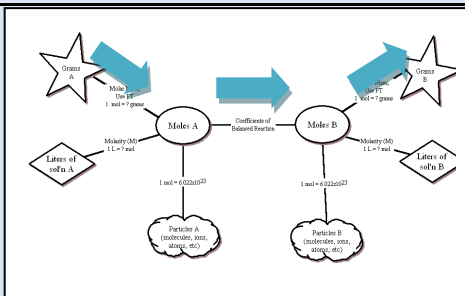 Grams
A
Molar
Use PT
1 mol = ? grams
Grams
B
Mass,
Use PT
1 mol = ? grams
Moles A
Coefficients of
Balanced Reaction
Moles B
Molarity (M)
1 L = ? mol
Liters of
sol'n A
Molarity (M)
1 L = ? mol
Liters of
sol'n B
1 mol = 6.022x10²³
1 mol = 6.022x10²³
Particles A
(molecules, ions,
atoms, etc)
Particles B
(molecules, ions,
atoms, etc)